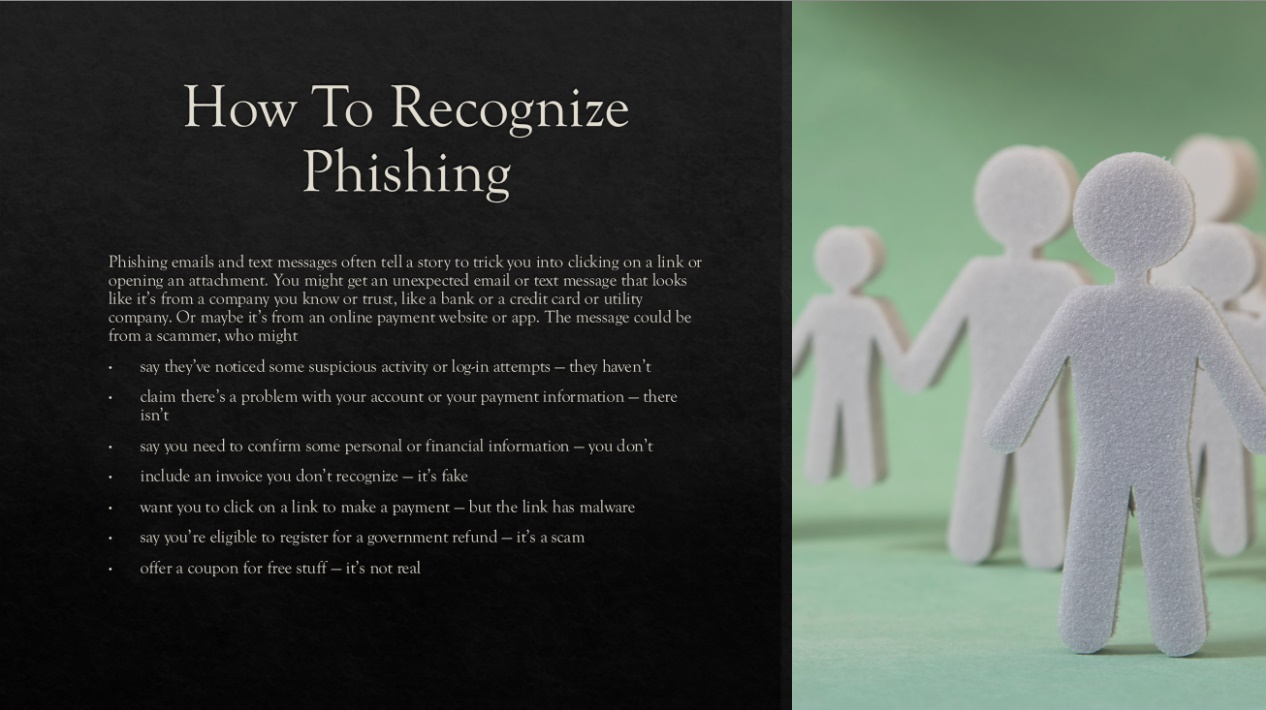 How To Recognize
Phishing
Phishing emails and text messages often tell a story to trick you into clicking on a link or
opening an attachment. You might get an unexpected email or text message that looks
like it’s from a company you know or trust, like a bank or a credit card or utility
company. Or maybe it’s from an online payment website or app. The message could be
from a scammer, who might
• say they’ve noticed some suspicious activity or log-in attempts — they haven’t
• claim there’s a problem with your account or your payment information — there
isn’t
• say you need to confirm some personal or financial information — you don’t
• include an invoice you don’t recognize — it’s fake
• want you to click on a link to make a payment — but the link has malware
• say you’re eligible to register for a government refund — it’s a scam
• offer a coupon for free stuff — it’s not real